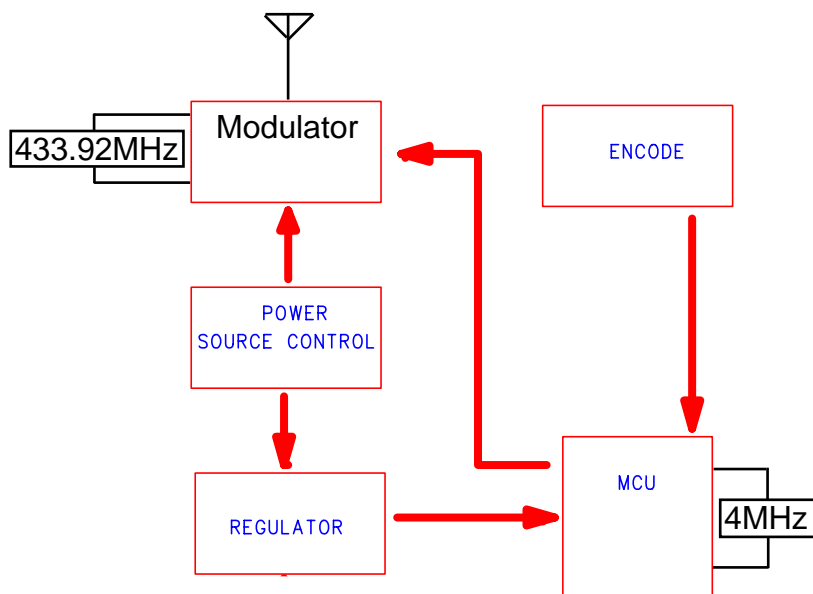 Modulator
433.92MHz
ENCODE
POWER
SOURCE CONTROL
REGULATOR
MCU
4MHz